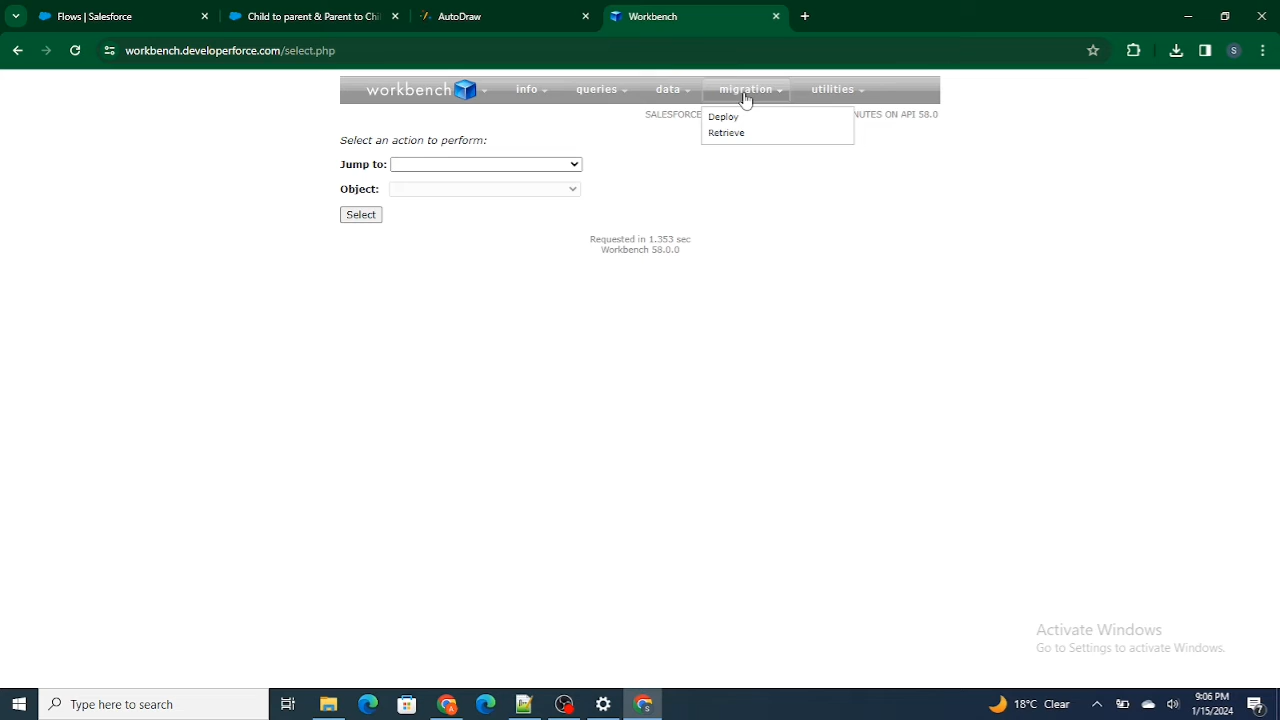 Flows | Salesforce
Child to parent & Parent to Chi
AutoDraw
Workbench
workbench.developerforce.com/select.php
S
workbench
info
queries
data
migration
utilities
SALESFORCE
NUTES ON API 58.0
Deploy
Retrieve
Select an action to perform:
Jump to:
Object:
Select
Requested in 1.353 sec
Workbench 58.0.0
Activate Windows
Go to Settings to activate Windows.
Type here to search
18°C Clear
9:06 PM
1/15/2024
7